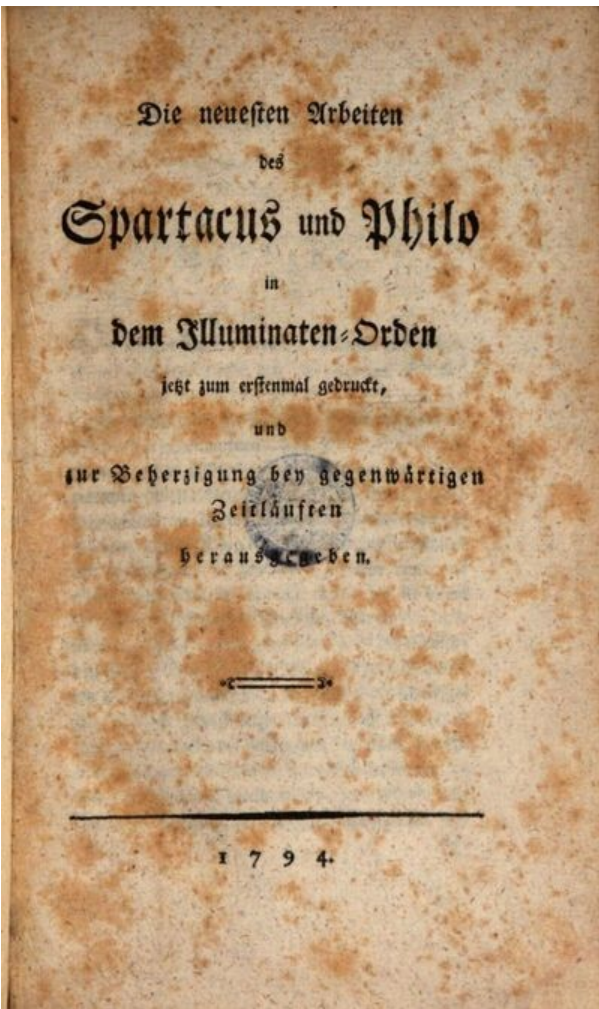 Die neuesten Arbeiten
des
Spartacus und Philo
in
dem Illuminaten-Orden
jetzt zum erstenmal gedruckt,
und
zur Beherzigung bey gegenwärtigen
Zeitläuften
herausgegeben.
1794.